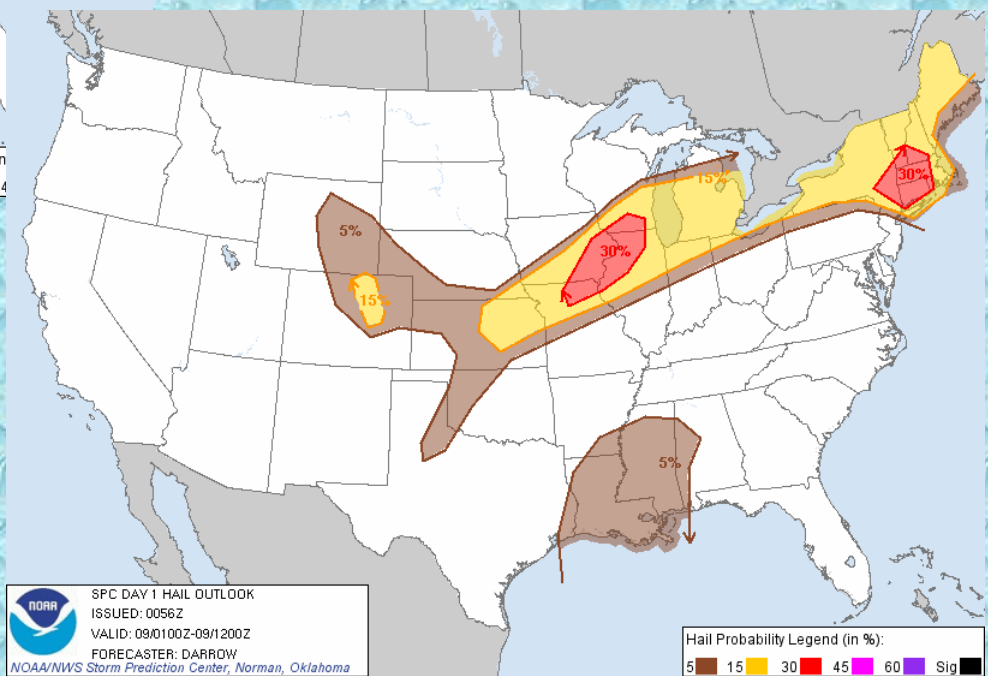 n
4
5%
15%
30%
15%
30%
5%
NOAA
SPC DAY 1 HAIL OUTLOOK
ISSUED: 0056Z
VALID: 09/0100Z-09/1200Z
FORECASTER: DARROW
NOAA/NWS Storm Prediction Center, Norman, Oklahoma
Hail Probability Legend (in %):
5 15 30 45 60 Sig